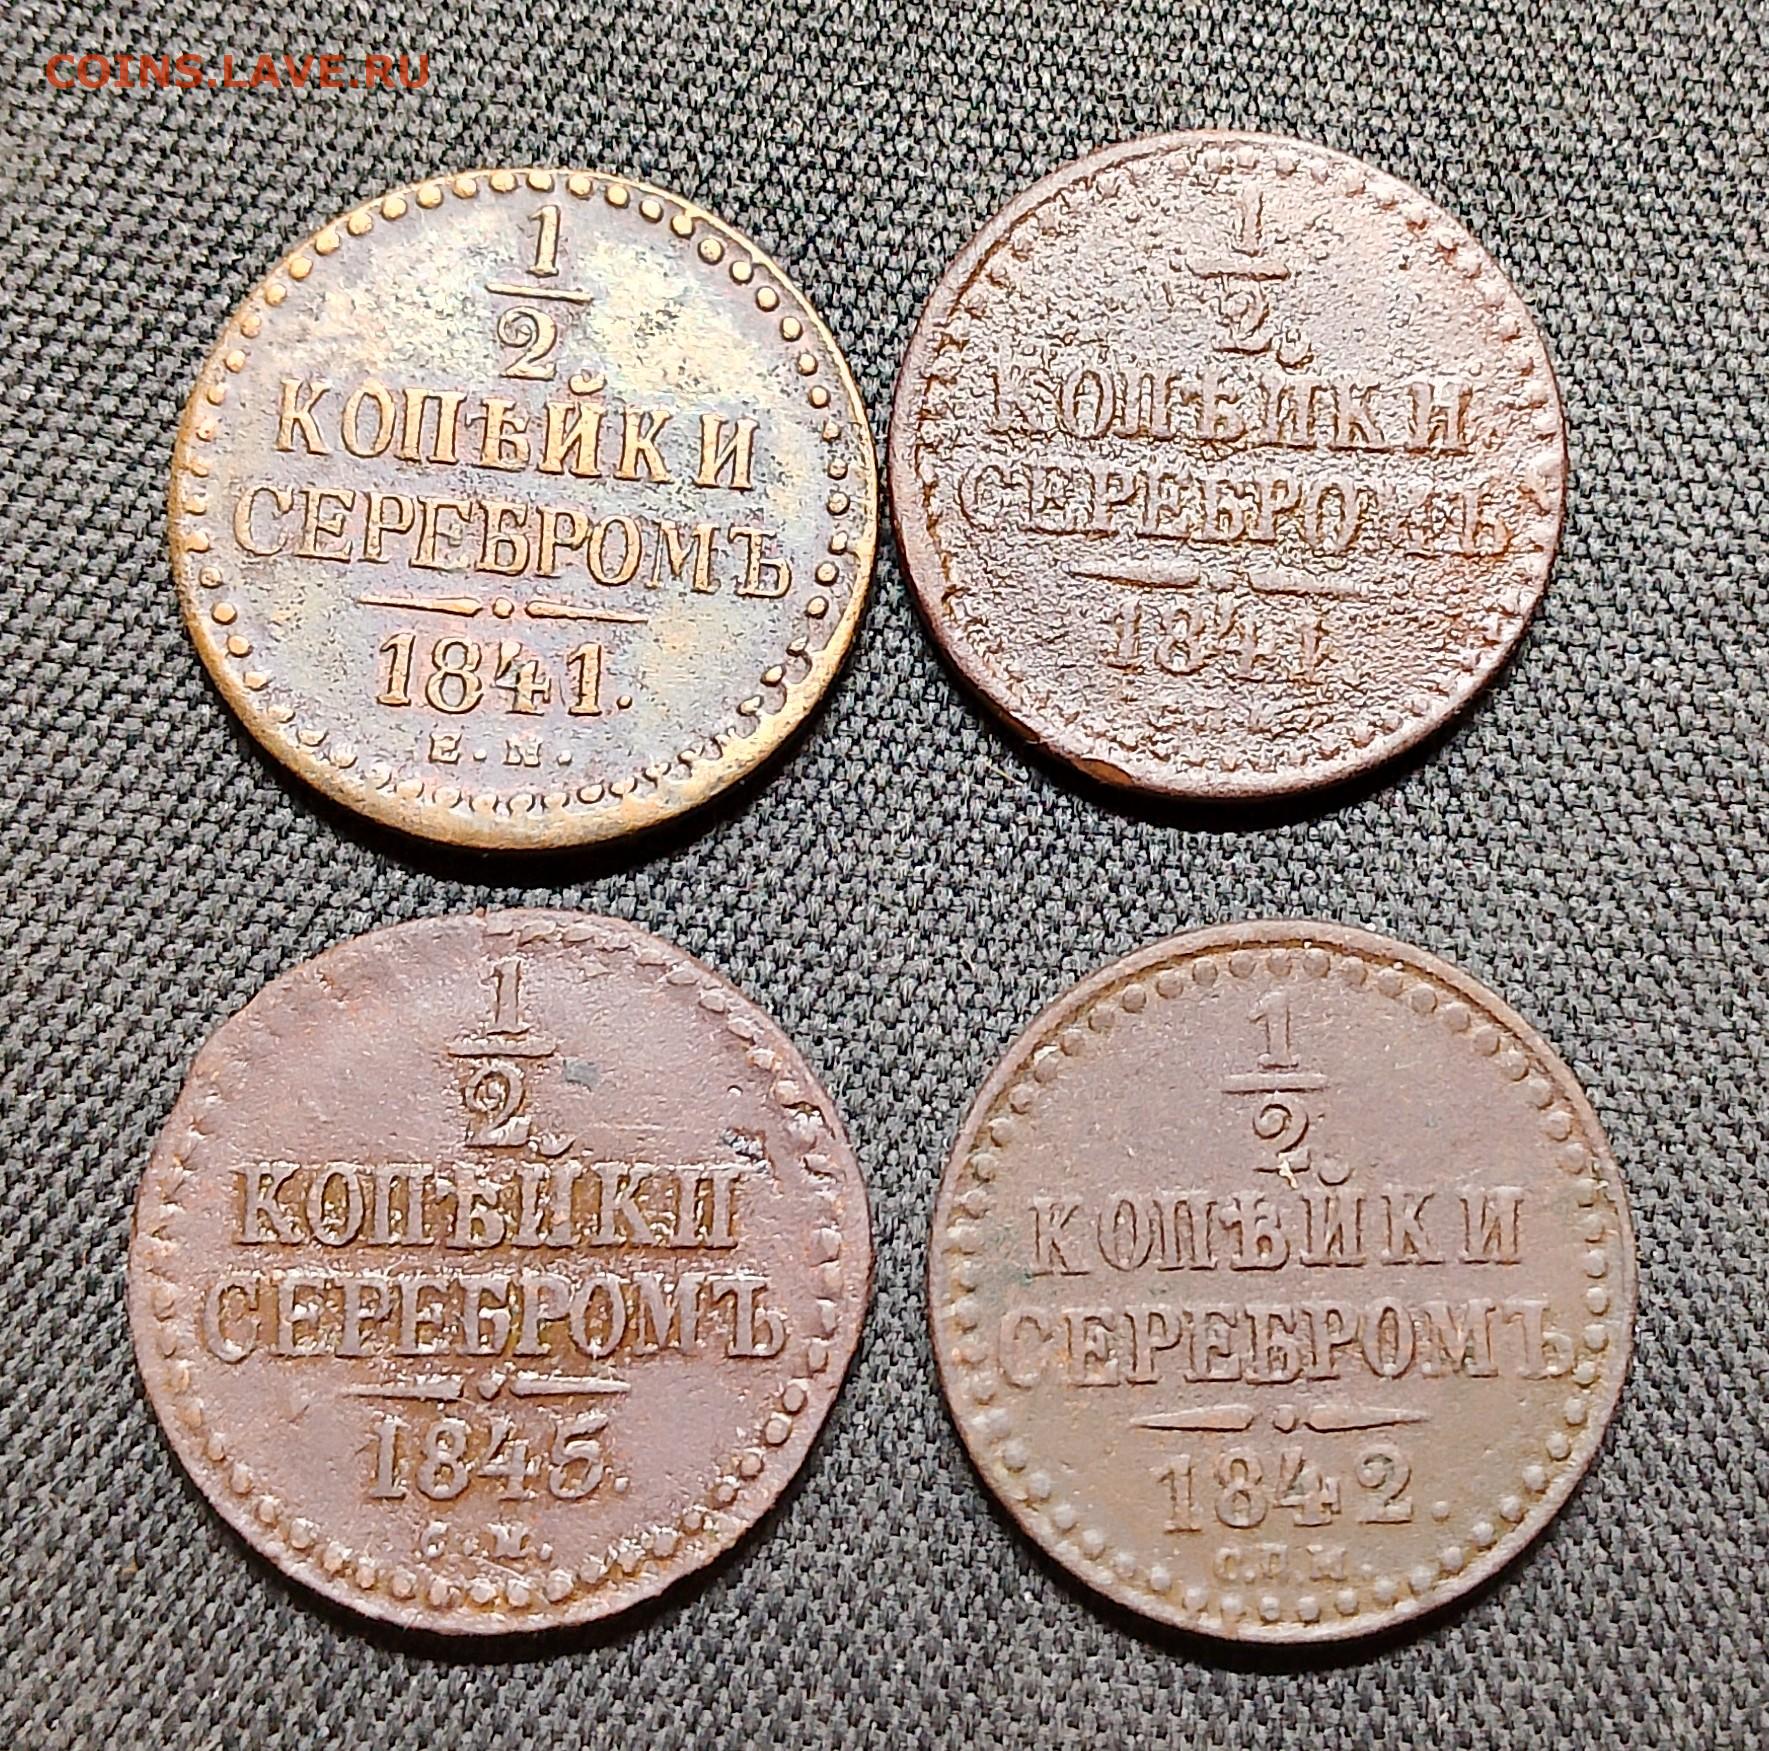 COINS.LAVE.RU
1
2.
КОПѢЙКИ
СЕРЕБРОМЪ
1841.
Е.М.
1
2.
КОПѢЙКИ
СЕРЕБРОМЪ
1841
1
2.
КОПѢЙКИ
СЕРЕБРОМЪ
1845.
С.М.
1
2.
КОПѢЙКИ
СЕРЕБРОМЪ
1842.
С.П.М.